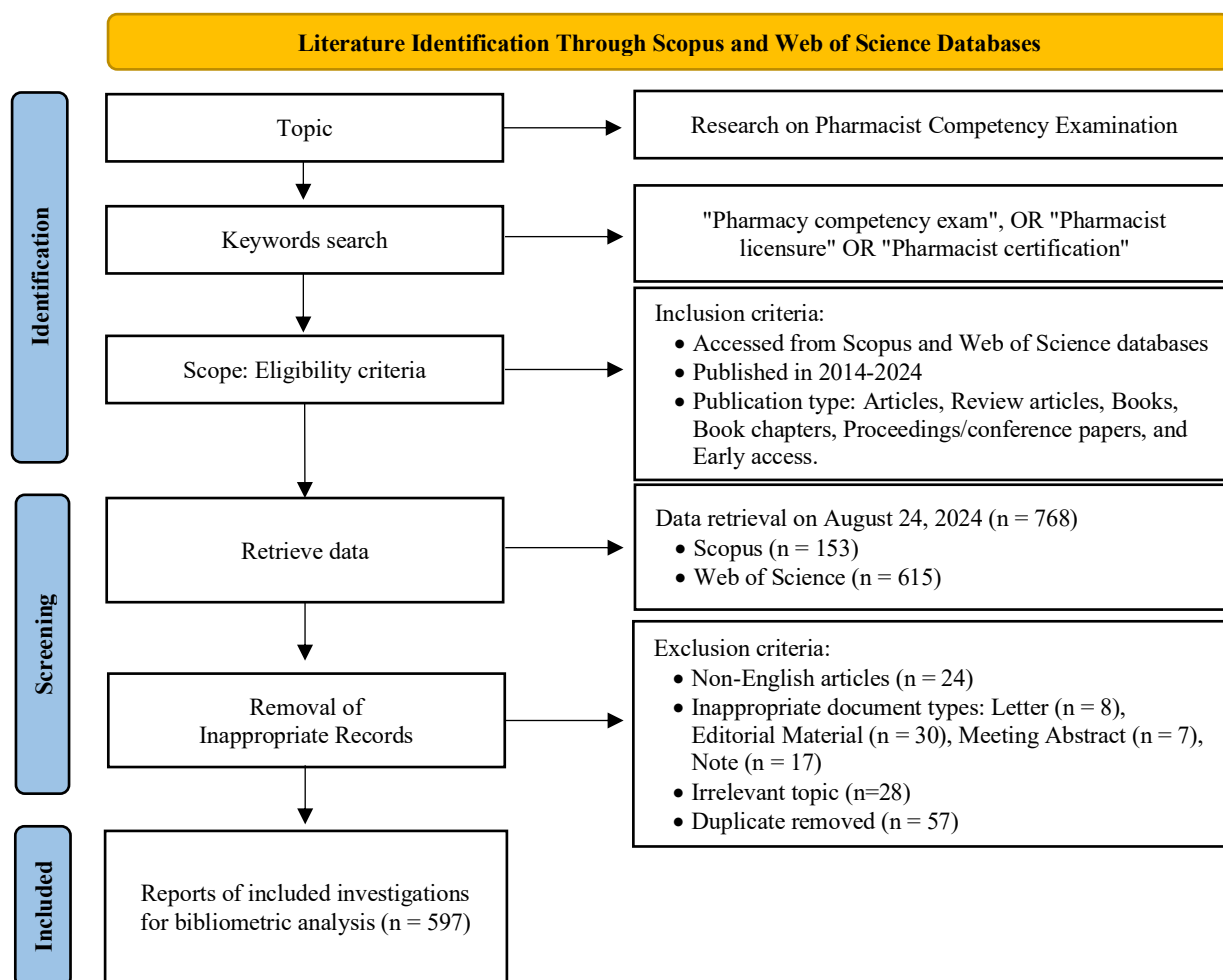 Literature Identification Through Scopus and Web of Science Databases
Identification
Topic
Research on Pharmacist Competency Examination
Keywords search
"Pharmacy competency exam", OR "Pharmacist
licensure" OR "Pharmacist certification"
Scope: Eligibility criteria
Inclusion criteria:
• Accessed from Scopus and Web of Science databases
• Published in 2014-2024
• Publication type: Articles, Review articles, Books,
Book chapters, Proceedings/conference papers, and
Early access.
Screening
Retrieve data
Data retrieval on August 24, 2024 (n = 768)
• Scopus (n = 153)
• Web of Science (n = 615)
Removal of
Inappropriate Records
Exclusion criteria:
• Non-English articles (n = 24)
• Inappropriate document types: Letter (n = 8),
Editorial Material (n = 30), Meeting Abstract (n = 7),
Note (n = 17)
• Irrelevant topic (n=28)
• Duplicate removed (n = 57)
Included
Reports of included investigations
for bibliometric analysis (n = 597)